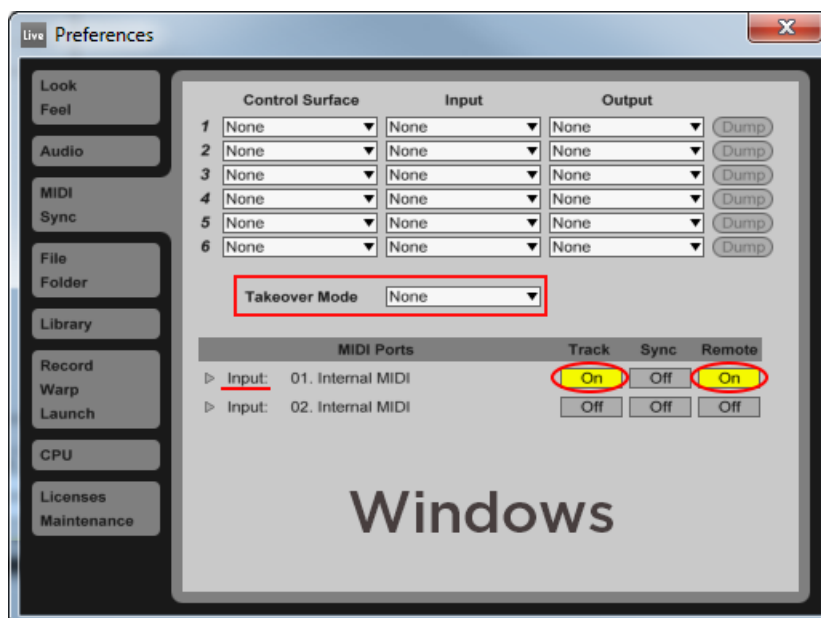 Live Preferences
Look
Feel
Audio
MIDI
Sync
File
Folder
Library
Record
Warp
Launch
CPU
Licenses
Maintenance
Control Surface Input Output
1 None None None Dump
2 None None None Dump
3 None None None Dump
4 None None None Dump
5 None None None Dump
6 None None None Dump
Takeover Mode None
MIDI Ports Track Sync Remote
Input: 01. Internal MIDI On Off On
Input: 02. Internal MIDI Off Off Off
Windows